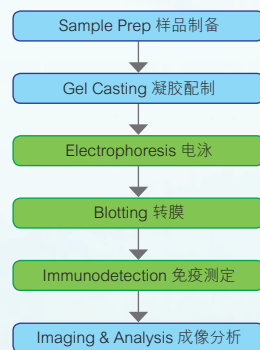 Sample Prep 样品制备
Gel Casting 凝胶配制
Electrophoresis 电泳
Blotting 转膜
Immunodetection 免疫测定
Imaging & Analysis 成像分析